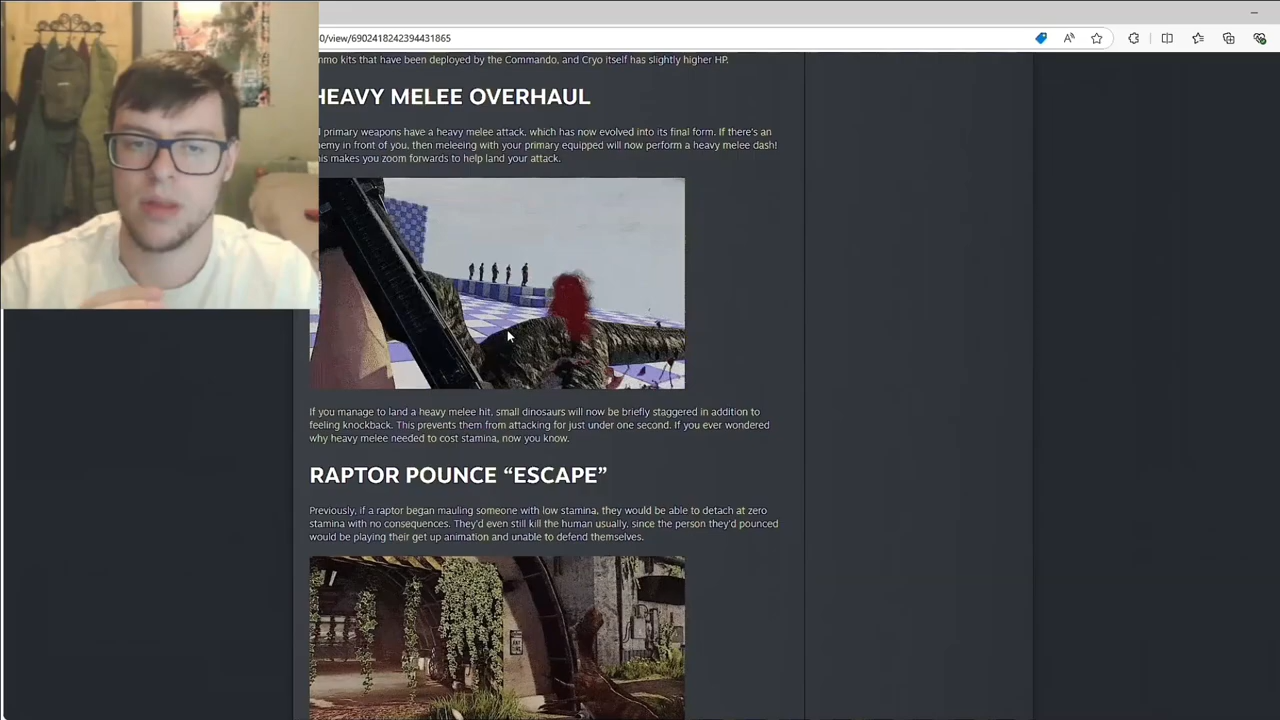 0/view/6902418242394431865
mmo kits that have been deployed by the Commando, and Cryo itself has slightly higher HP.
HEAVY MELEE OVERHAUL
primary weapons have a heavy melee attack, which has now evolved into its final form. If there's an
emy in front of you, then meleeing with your primary equipped will now perform a heavy melee dash!
his makes you zoom forwards to help land your attack.
If you manage to land a heavy melee hit, small dinosaurs will now be briefly staggered in addition to
feeling knockback. This prevents them from attacking for just under one second. If you ever wondered
why heavy melee needed to cost stamina, now you know.
RAPTOR POUNCE “ESCAPE”
Previously, if a raptor began mauling someone with low stamina, they would be able to detach at zero
stamina with no consequences. They'd even still kill the human usually, since the person they'd pounced
would be playing their get up animation and unable to defend themselves.